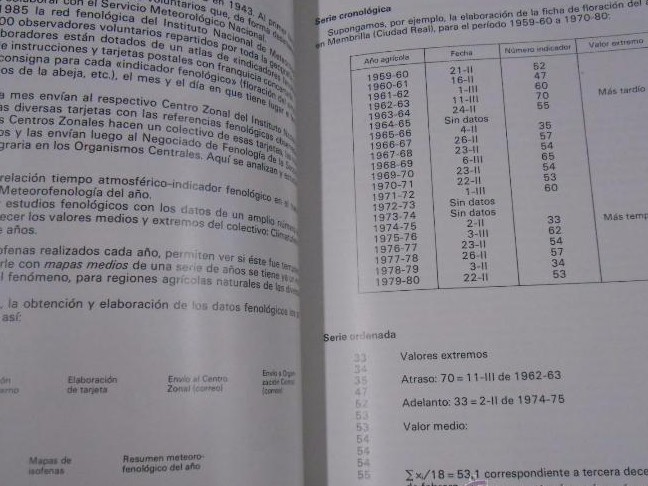 en 1943. Al primer
con el Servicio Meteorológico Nacional.
1985 la red fenológica del Instituto Nacional de
00 observadores voluntarios repartidos por toda la
boradores están dotados de un atlas de «indicadores
e instrucciones y tarjetas postales con franquicia
consigna para cada «indicador fenológico» (floración del
os de la abeja, etc.), el mes y el día en que tiene lugar
a mes envían al respectivo Centro Zonal del Instituto
as diversas tarjetas con las referencias fenológicas
s Centros Zonales hacen un colectivo de esas tarjetas,
os y las envían luego al Negociado de Fenología de la
graria en los Organismos Centrales. Aquí se analizan y
relación tiempo atmosférico-indicador fenológico en el
Meteorofenología del año.
estudios fenológicos con los datos de un amplio
ecer los valores medios y extremos del colectivo:
e años.
ofenas realizados cada año, permiten ver si éste fue
rle con mapas medios de una serie de años se tiene
l fenómeno, para regiones agrícolas naturales de las
, la obtención y elaboración de los datos fenológicos
así:
Elaboración
de tarjeta
Envío al Centro
Zonal (correo)
(correo)
Mapas de
isofenas
Resumen meteoro-
fenológico del año
Serie cronológica
Supongamos, por ejemplo, la elaboración de la ficha de floración del
en Membrilla (Ciudad Real), para el período 1959-60 a 1970-80:
Año agrícola Fecha Número indicador Valor extremo
1959-60 21-II 52
1960-61 16-II 47
1961-62 1-III 60 Más tardío
1962-63 11-III 70
1963-64 24-II 55
1964-65 Sin datos
1965-66 4-II 35
1966-67 26-II 57
1967-68 23-II 54
1968-69 6-III 65
1969-70 23-II 54
1970-71 22-II 53
1971-72 1-III 60
1972-73 Sin datos
1973-74 Sin datos
1974-75 2-II 33 Más temp
1975-76 3-III 62
1976-77 23-II 54
1977-78 26-II 57
1978-79 3-II 34
1979-80 22-II 53
Serie ordenada
33 Valores extremos
34
35 Atraso: 70 = 11-III de 1962-63
47
52 Adelanto: 33 = 2-II de 1974-75
53
53 Valor medio:
54
54
54
55 ∑xᵢ/18 = 53,1 correspondiente a tercera dece